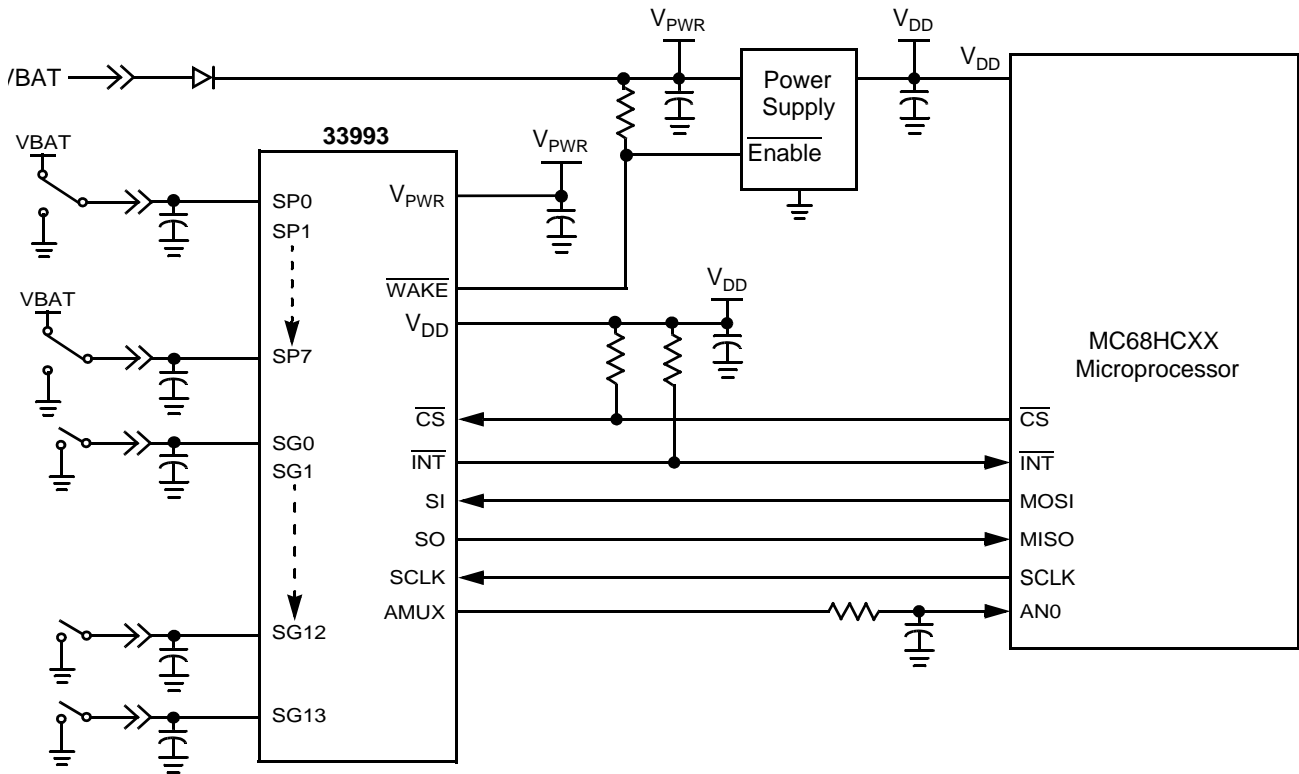 VPWR
VDD
VDD
/BAT
Power
Supply
Enable
33993
VBAT
VPWR
SP0
SP1
VPWR
WAKE
VBAT
VDD
VDD
SP7
MC68HCXX
Microprocessor
CS
CS
SG0
INT
INT
SG1
SI
MOSI
SO
MISO
SCLK
SCLK
AMUX
AN0
SG12
SG13